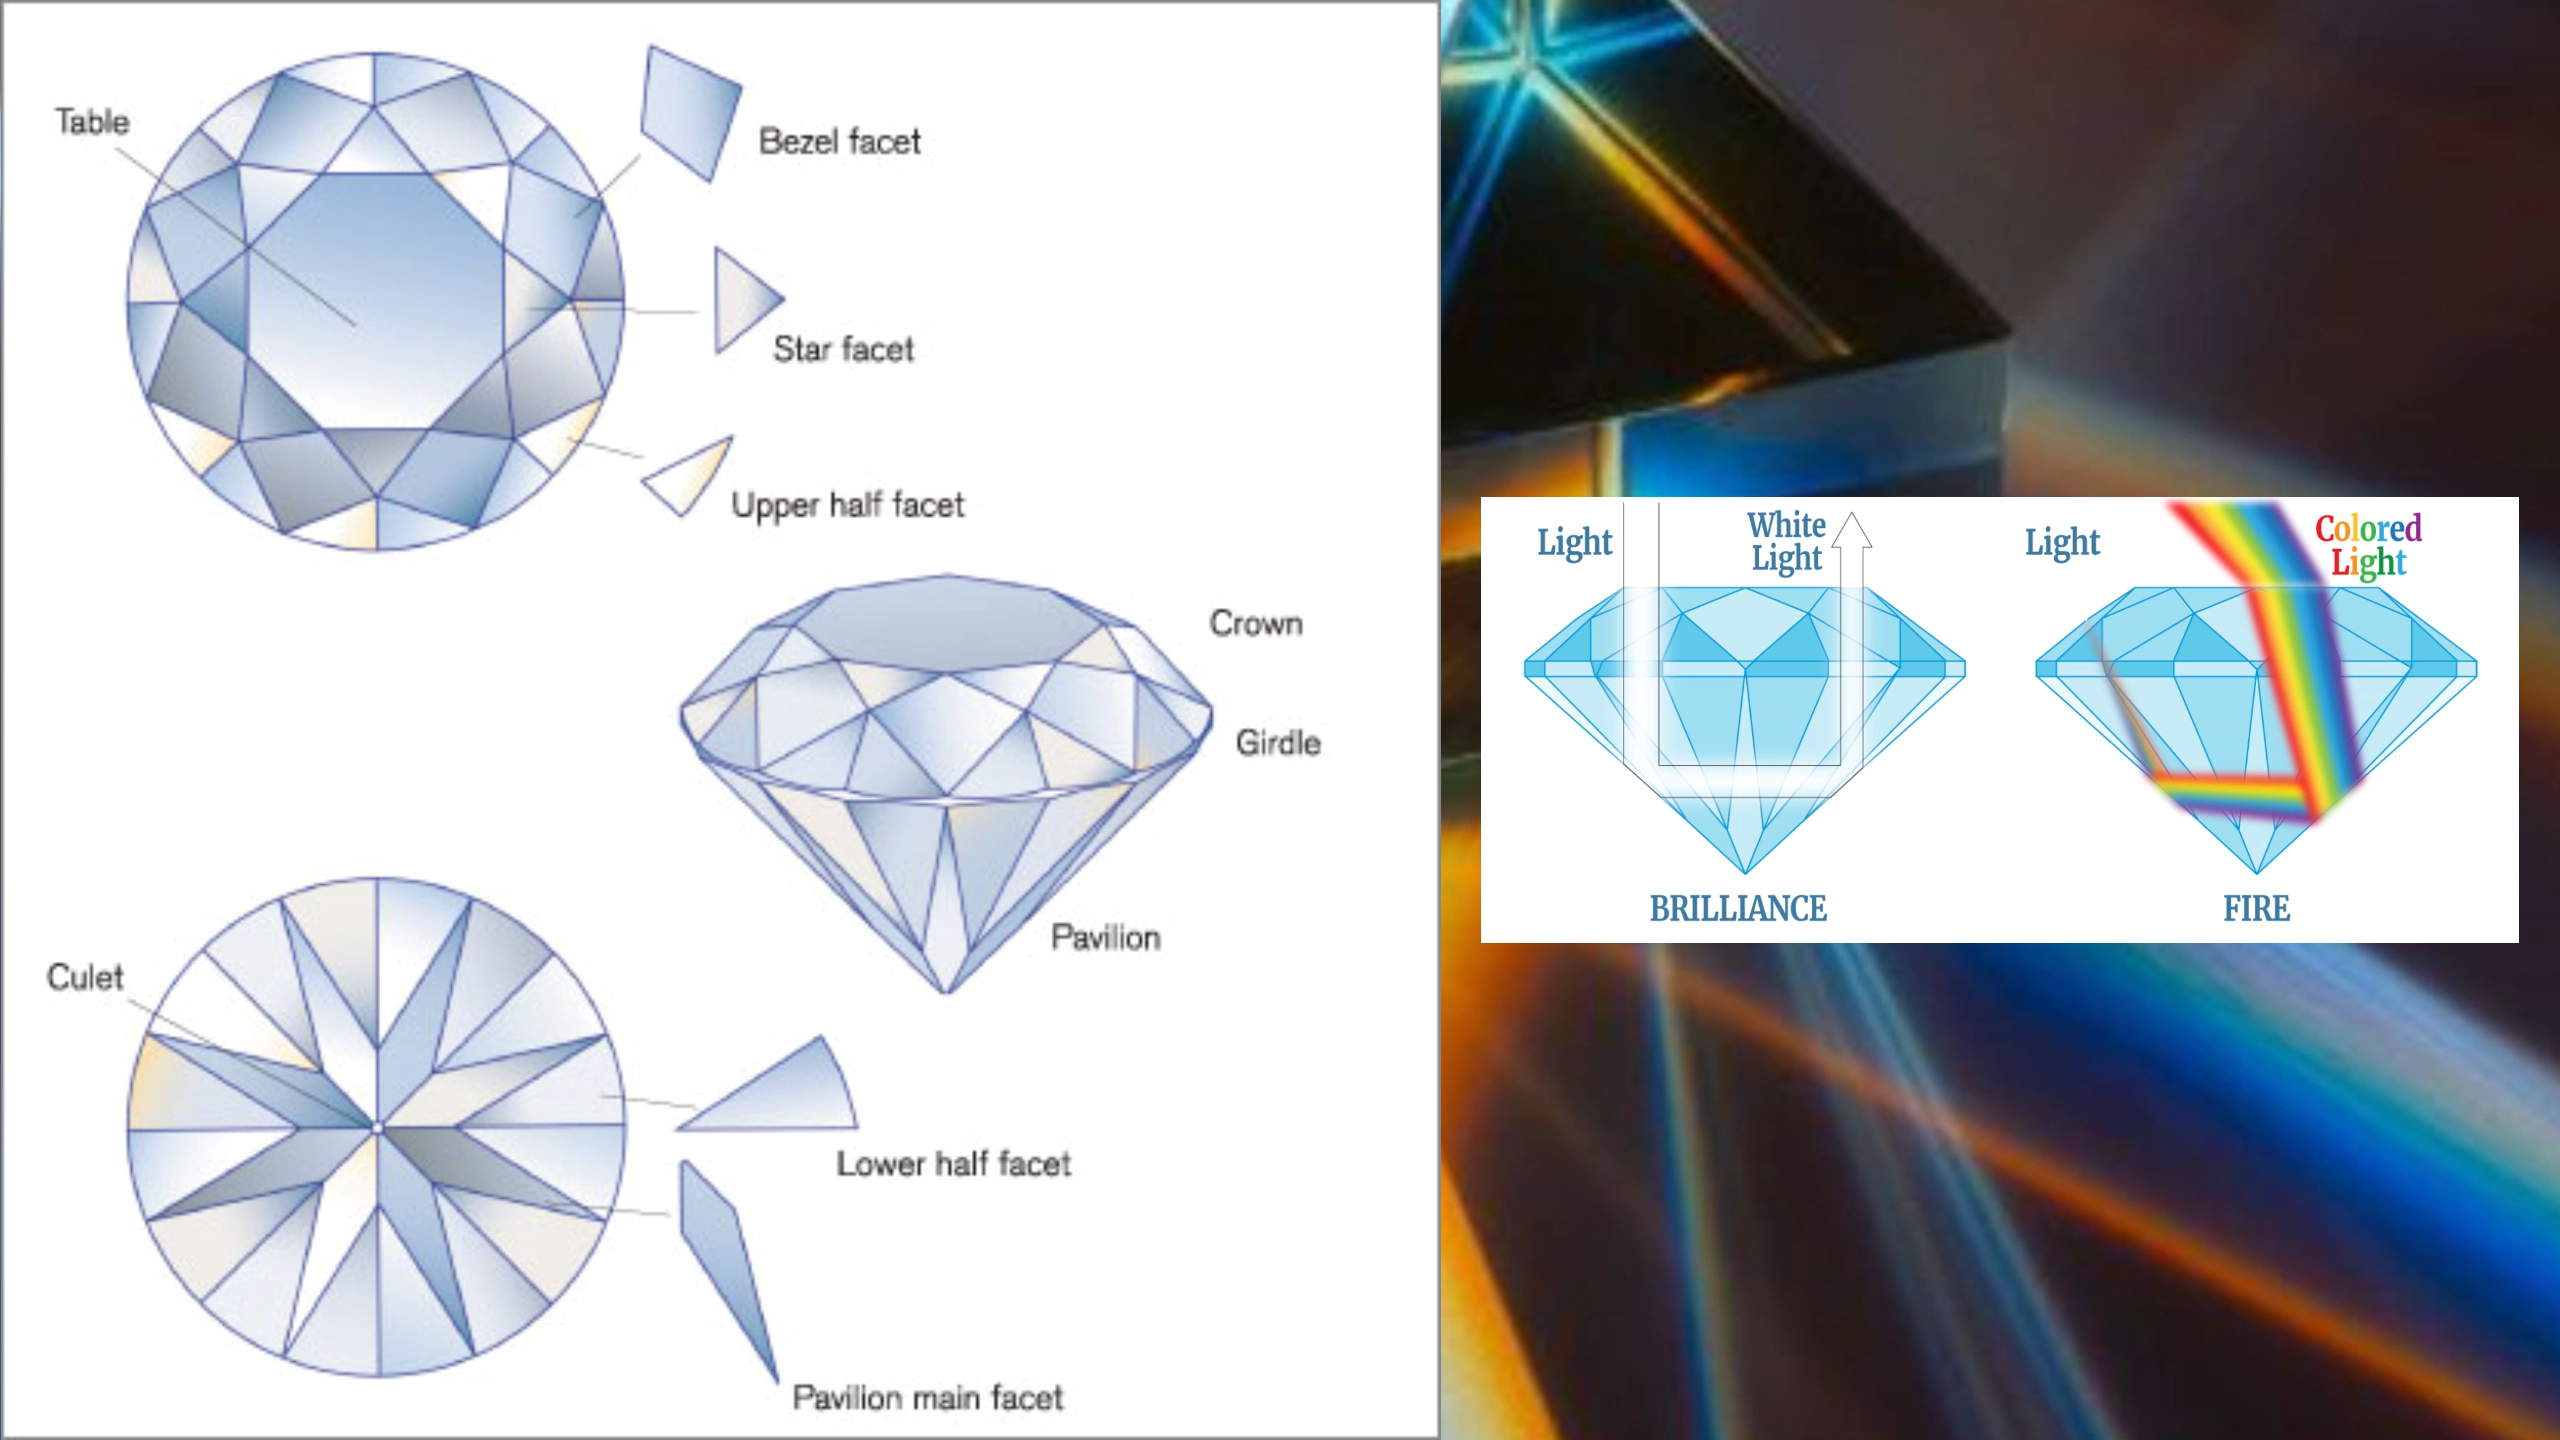 Table
Bezel facet
Star facet
Upper half facet
Crown
Girdle
Pavilion
Culet
Lower half facet
Pavilion main facet
Light
White
Light
BRILLIANCE
Light
Colored
Light
FIRE